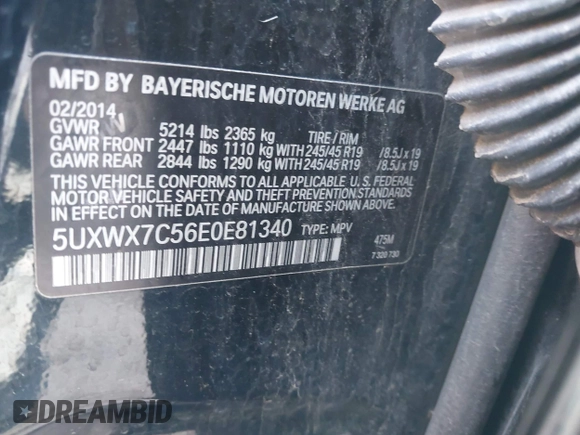 MFD BY BAYERISCHE MOTOREN WERKE AG
02/2014
GVWR 5214 lbs 2365 kg TIRE / RIM
GAWR FRONT 2447 lbs 1110 kg WITH 245/45 R19 /8.5J x 19
GAWR REAR 2844 lbs 1290 kg WITH 245/45 R19 /8.5J x 19
THIS VEHICLE CONFORMS TO ALL APPLICABLE U. S. FEDERAL
MOTOR VEHICLE SAFETY AND THEFT PREVENTION STANDARDS
IN EFFECT ON THE DATE OF MANUFACTURE SHOWN ABOVE.
5UXWX7C56E0E81340 TYPE: MPV
475M
7 320 730
DREAMBID